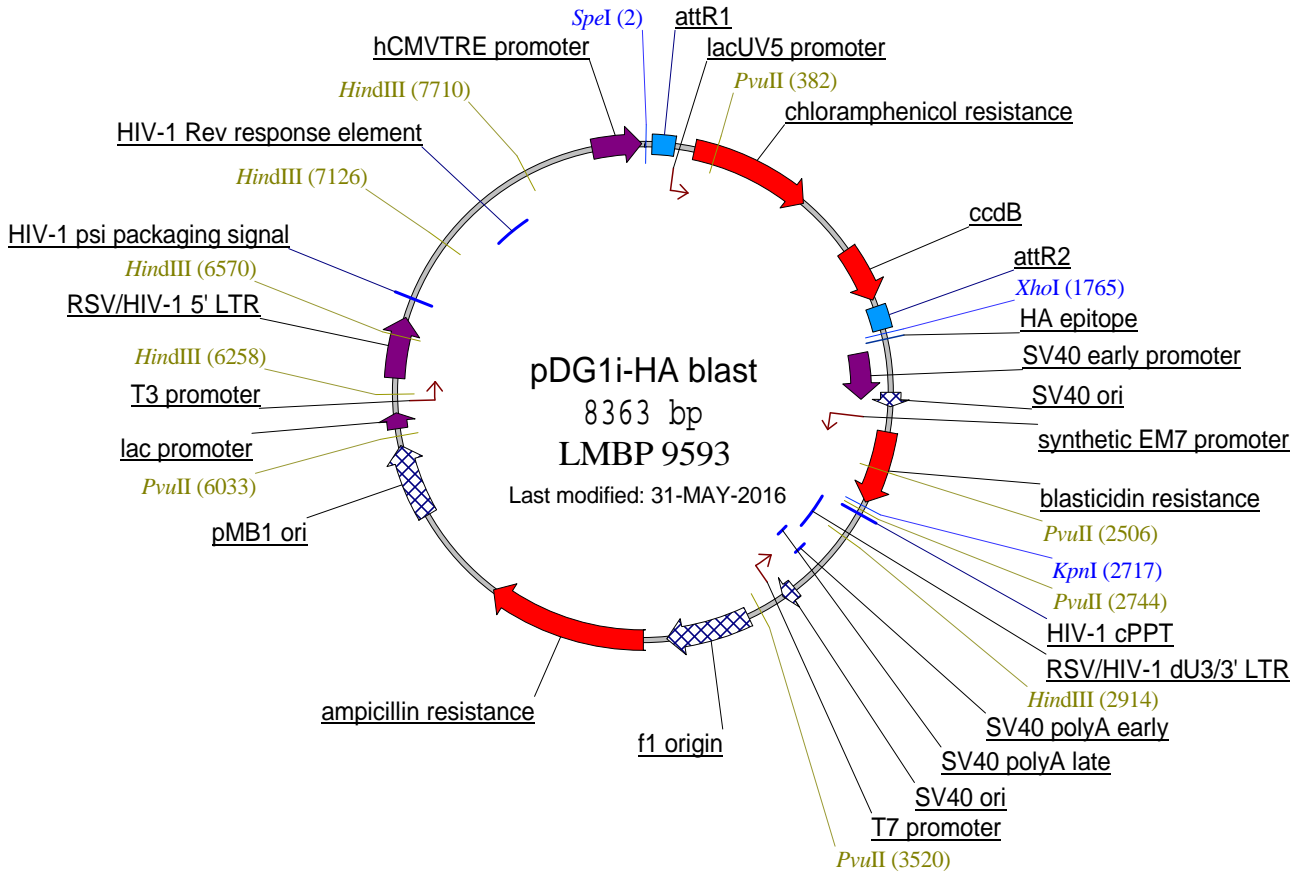 SpeI (2)
attR1
hCMVTRE promoter
lacUV5 promoter
HindIII (7710)
PvuII (382)
chloramphenicol resistance
HIV-1 Rev response element
HindIII (7126)
ccdB
HIV-1 psi packaging signal
attR2
HindIII (6570)
XhoI (1765)
RSV/HIV-1 5' LTR
HA epitope
SV40 early promoter
HindIII (6258)
pDG1i-HA blast
T3 promoter
SV40 ori
8363 bp
synthetic EM7 promoter
lac promoter
LMBP 9593
PvuII (6033)
Last modified: 31-MAY-2016
blasticidin resistance
pMB1 ori
PvuII (2506)
KpnI (2717)
PvuII (2744)
HIV-1 cPPT
RSV/HIV-1 dU3/3' LTR
HindIII (2914)
ampicillin resistance
SV40 polyA early
f1 origin
SV40 polyA late
SV40 ori
T7 promoter
PvuII (3520)